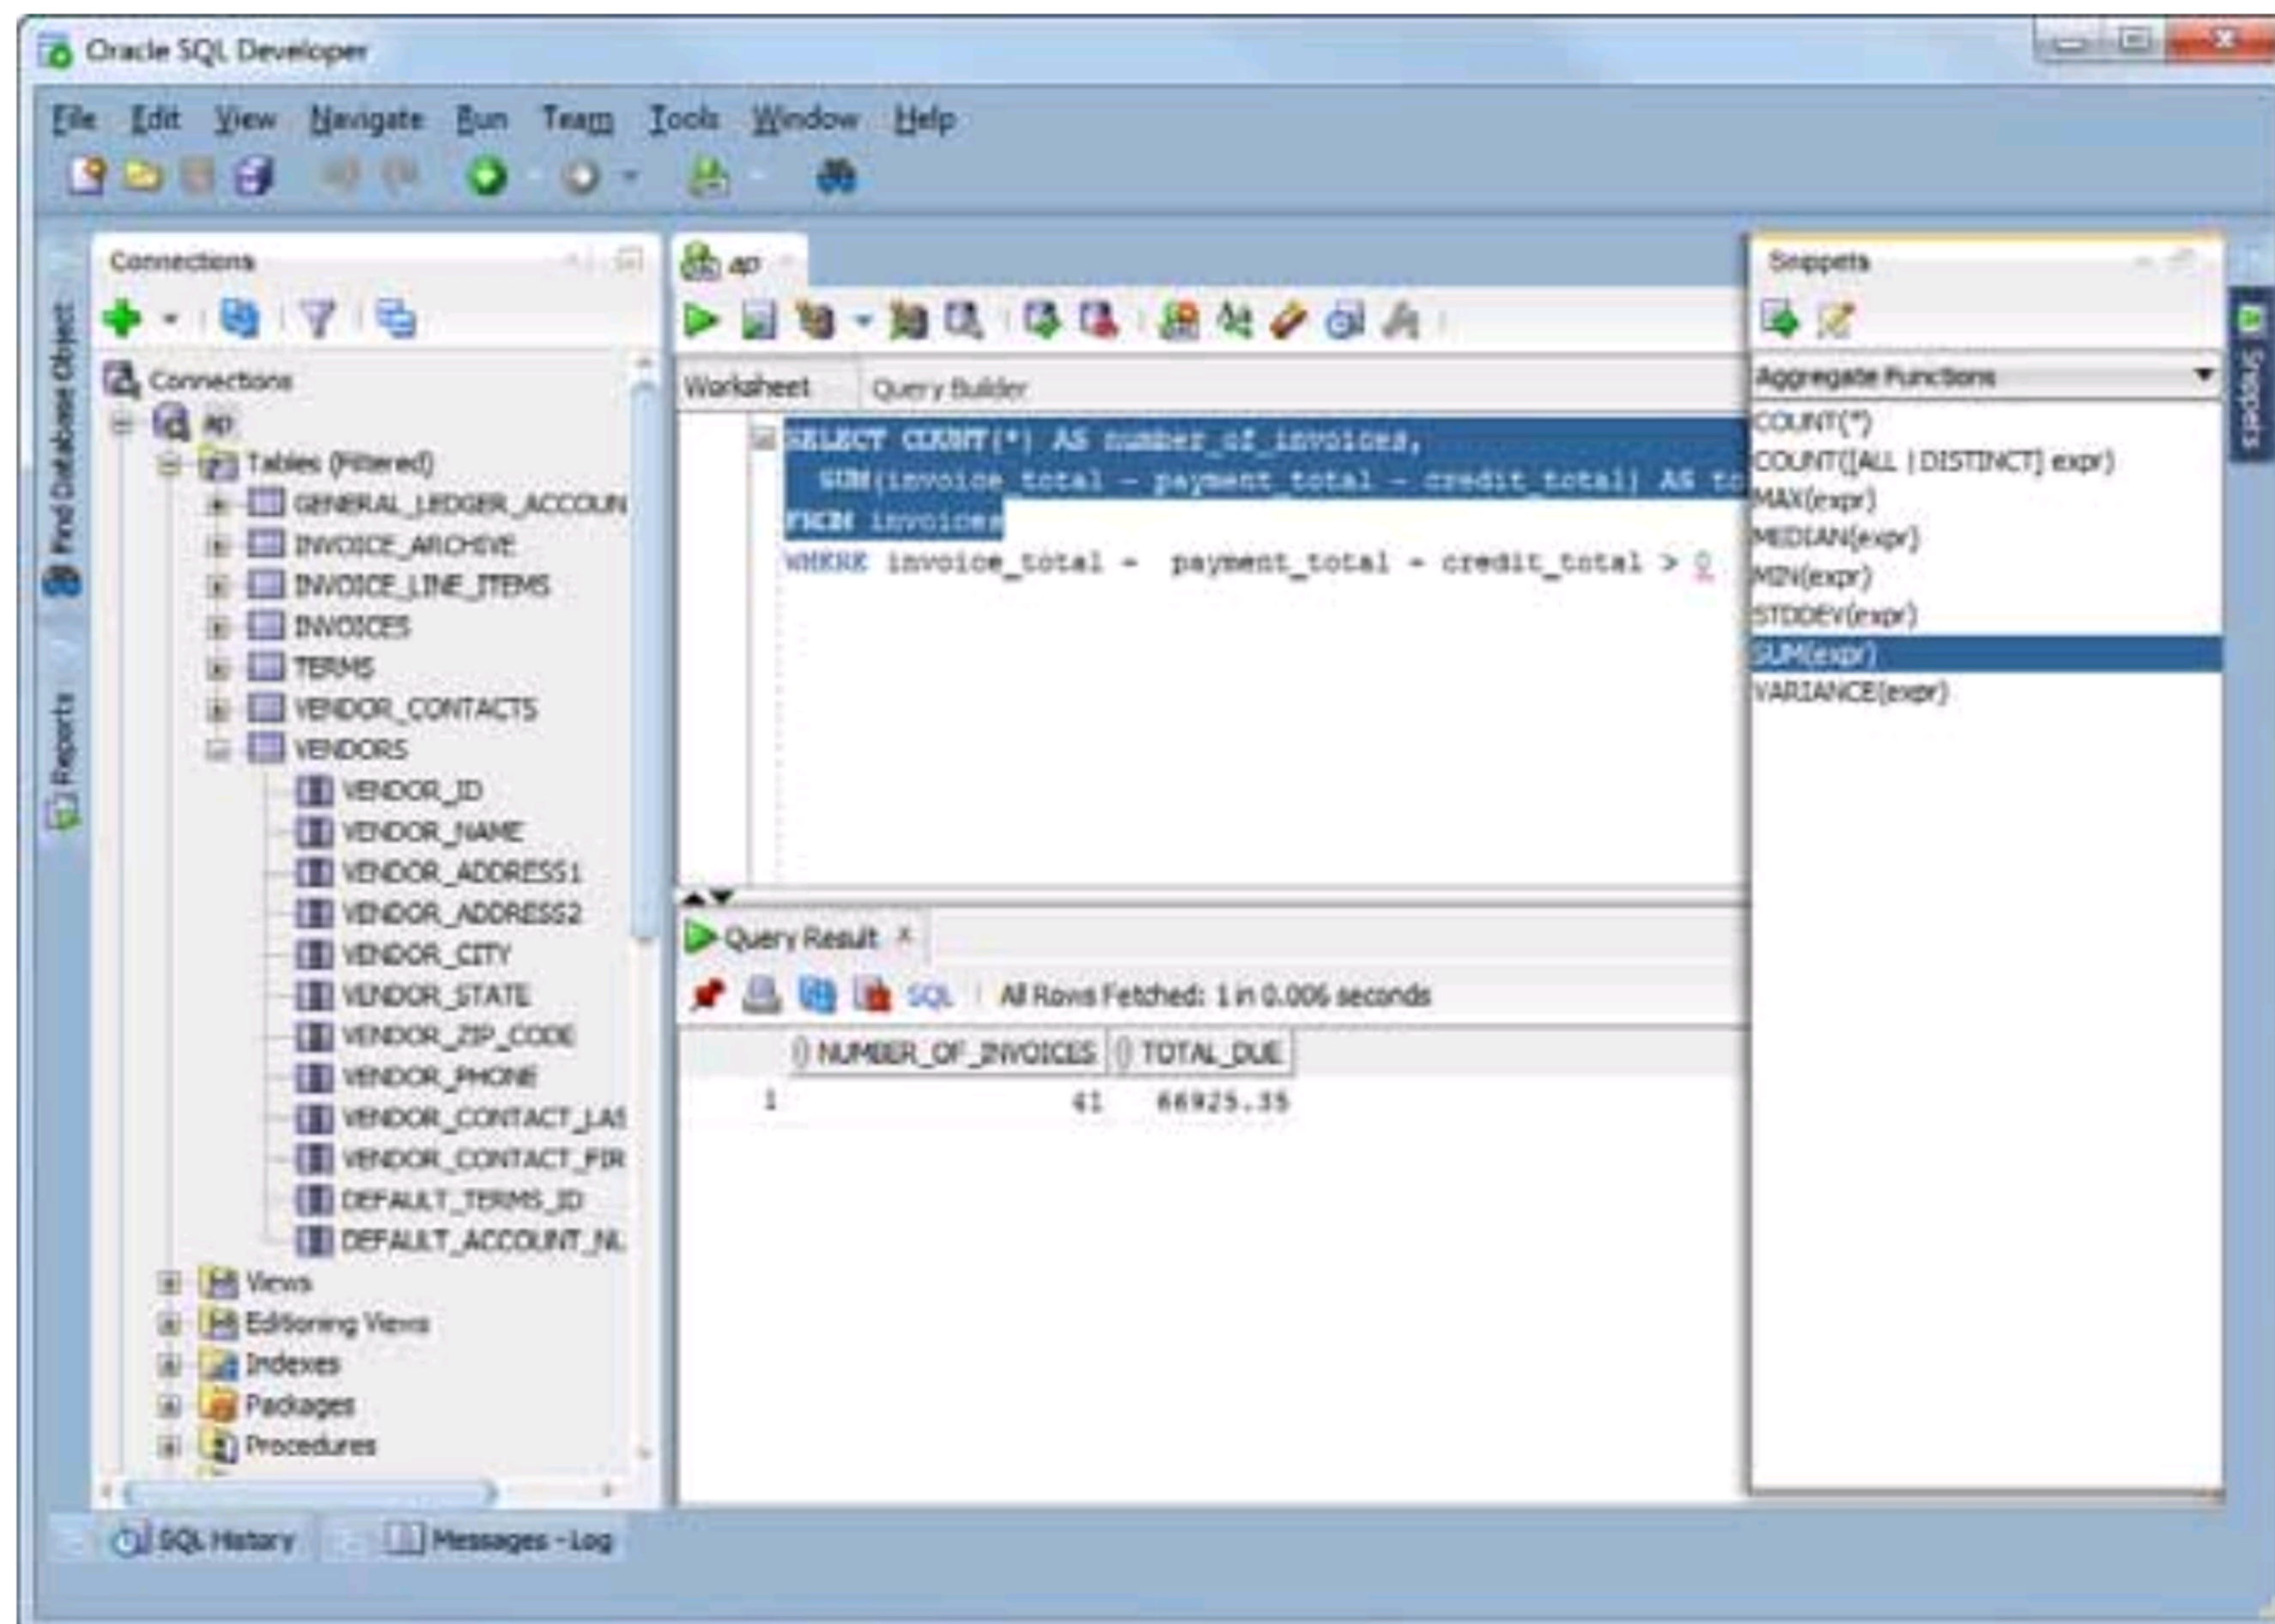 Oracle SQL Developer
File Edit View Navigate Run Team Tools Window Help
Find Database Object
Reports
Connections
Connections
ap
Tables (Filtered)
GENERAL_LEDGER_ACCOUN
INVOICE_ARCHIVE
INVOICE_LINE_ITEMS
INVOICES
TERMS
VENDOR_CONTACTS
VENDORS
VENDOR_ID
VENDOR_NAME
VENDOR_ADDRESS1
VENDOR_ADDRESS2
VENDOR_CITY
VENDOR_STATE
VENDOR_ZIP_CODE
VENDOR_PHONE
VENDOR_CONTACT_LAS
VENDOR_CONTACT_FIR
DEFAULT_TERMS_ID
DEFAULT_ACCOUNT_NU
Views
Editioning Views
Indexes
Packages
Procedures
ap
Worksheet Query Builder
SELECT COUNT(*) AS number_of_invoices,
SUM(invoice_total - payment_total - credit_total) AS to
FROM invoices
WHERE invoice_total - payment_total - credit_total > 0
Query Result
SQL All Rows Fetched: 1 in 0.006 seconds
NUMBER_OF_INVOICES TOTAL_DUE
1 41 66925.35
Snippets
Aggregate Functions
COUNT(*)
COUNT([ALL | DISTINCT] expr)
MAX(expr)
MEDIAN(expr)
MIN(expr)
STDDEV(expr)
SUM(expr)
VARIANCE(expr)
Snippets
SQL History Messages - Log